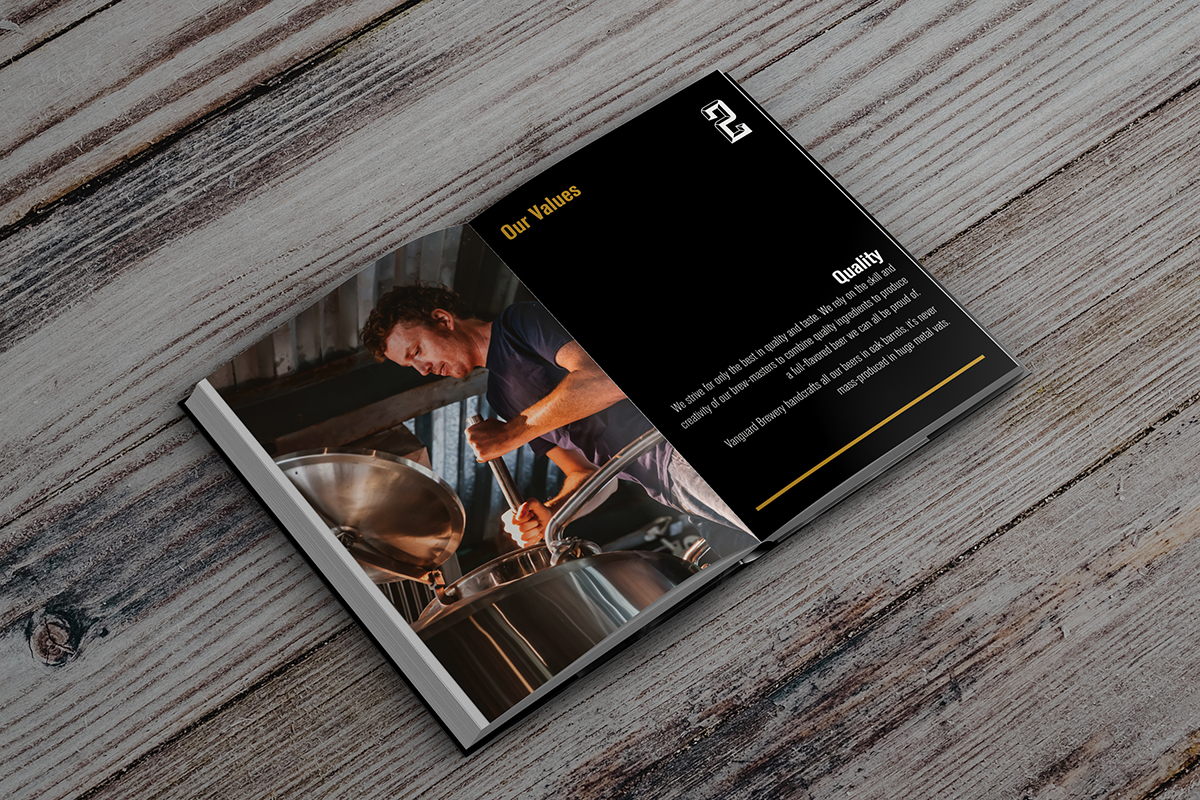 Our Values
Quality
We strive for only the best in quality and taste. We rely on the skill and
creativity of our brew-masters to combine quality ingredients to produce
a full-flavored beer we can all be proud of.
Vanguard Brewery handcrafts all our beers in oak barrels, it's never
mass-produced in huge metal vats.